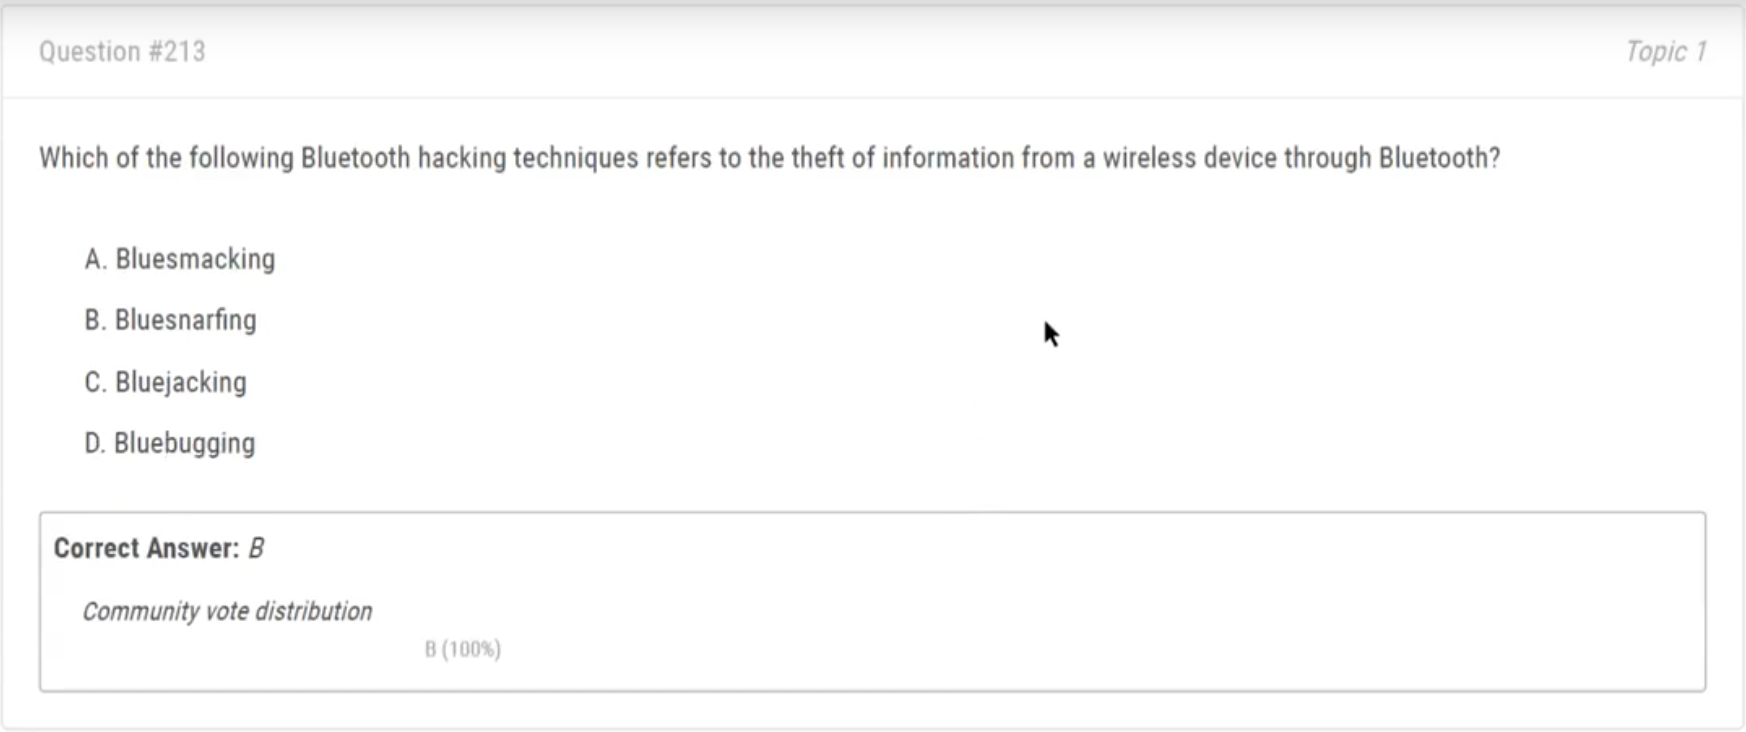 Question #213
Topic 1
Which of the following Bluetooth hacking techniques refers to the theft of information from a wireless device through Bluetooth?
A. Bluesmacking
B. Bluesnarfing
C. Bluejacking
D. Bluebugging
Correct Answer: B
Community vote distribution
B (100%)